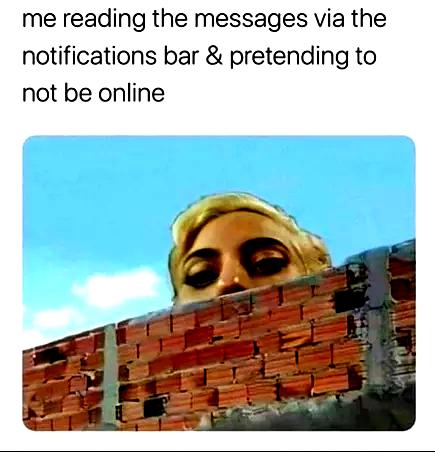 me reading the messages via the
notifications bar & pretending to
not be online